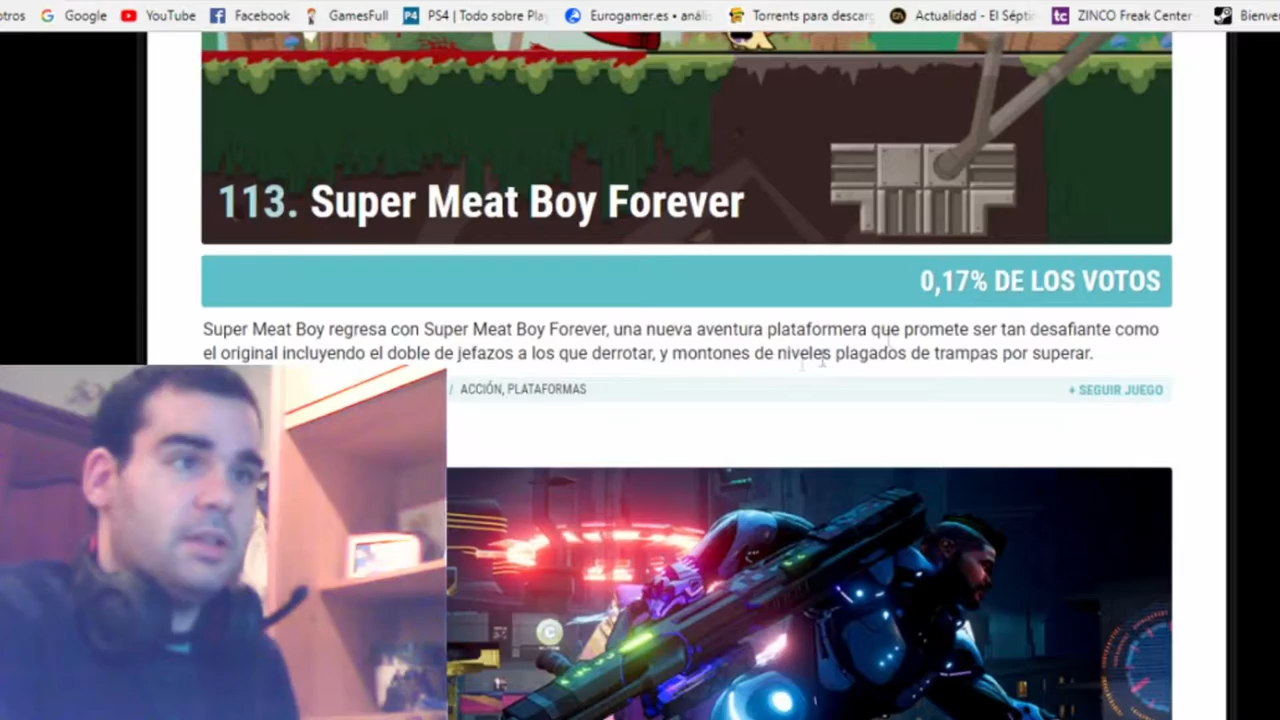 otros Google YouTube Facebook GamesFull PS4 | Todo sobre Play Eurogamer.es • anális Torrents para descarg Actualidad - El Séptim ZINCO Freak Center Bienve
113. Super Meat Boy Forever
0,17% DE LOS VOTOS
Super Meat Boy regresa con Super Meat Boy Forever, una nueva aventura plataformera que promete ser tan desafiante como
el original incluyendo el doble de jefazos a los que derrotar, y montones de niveles plagados de trampas por superar.
/ ACCIÓN, PLATAFORMAS + SEGUIR JUEGO